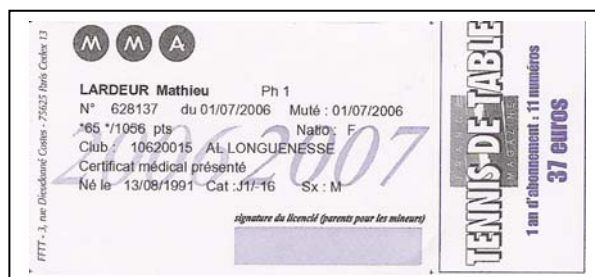 MMA
FFTT - 3, rue Dieudonné Costes - 75625 Paris Cedex 13
LARDEUR Mathieu Ph 1
N° 628137 du 01/07/2006 Muté : 01/07/2006
*65 */1056 pts Natio : F
Club : 10620015 AL LONGUENESSE
Certificat médical présenté
Né le 13/08/1991 Cat :J1/-16 Sx : M
2006 2007
signature du licencié (parents pour les mineurs)
TENNIS-DE-TABLE
MAGAZINE
1 an d'abonnement : 11 numéros
37 euros